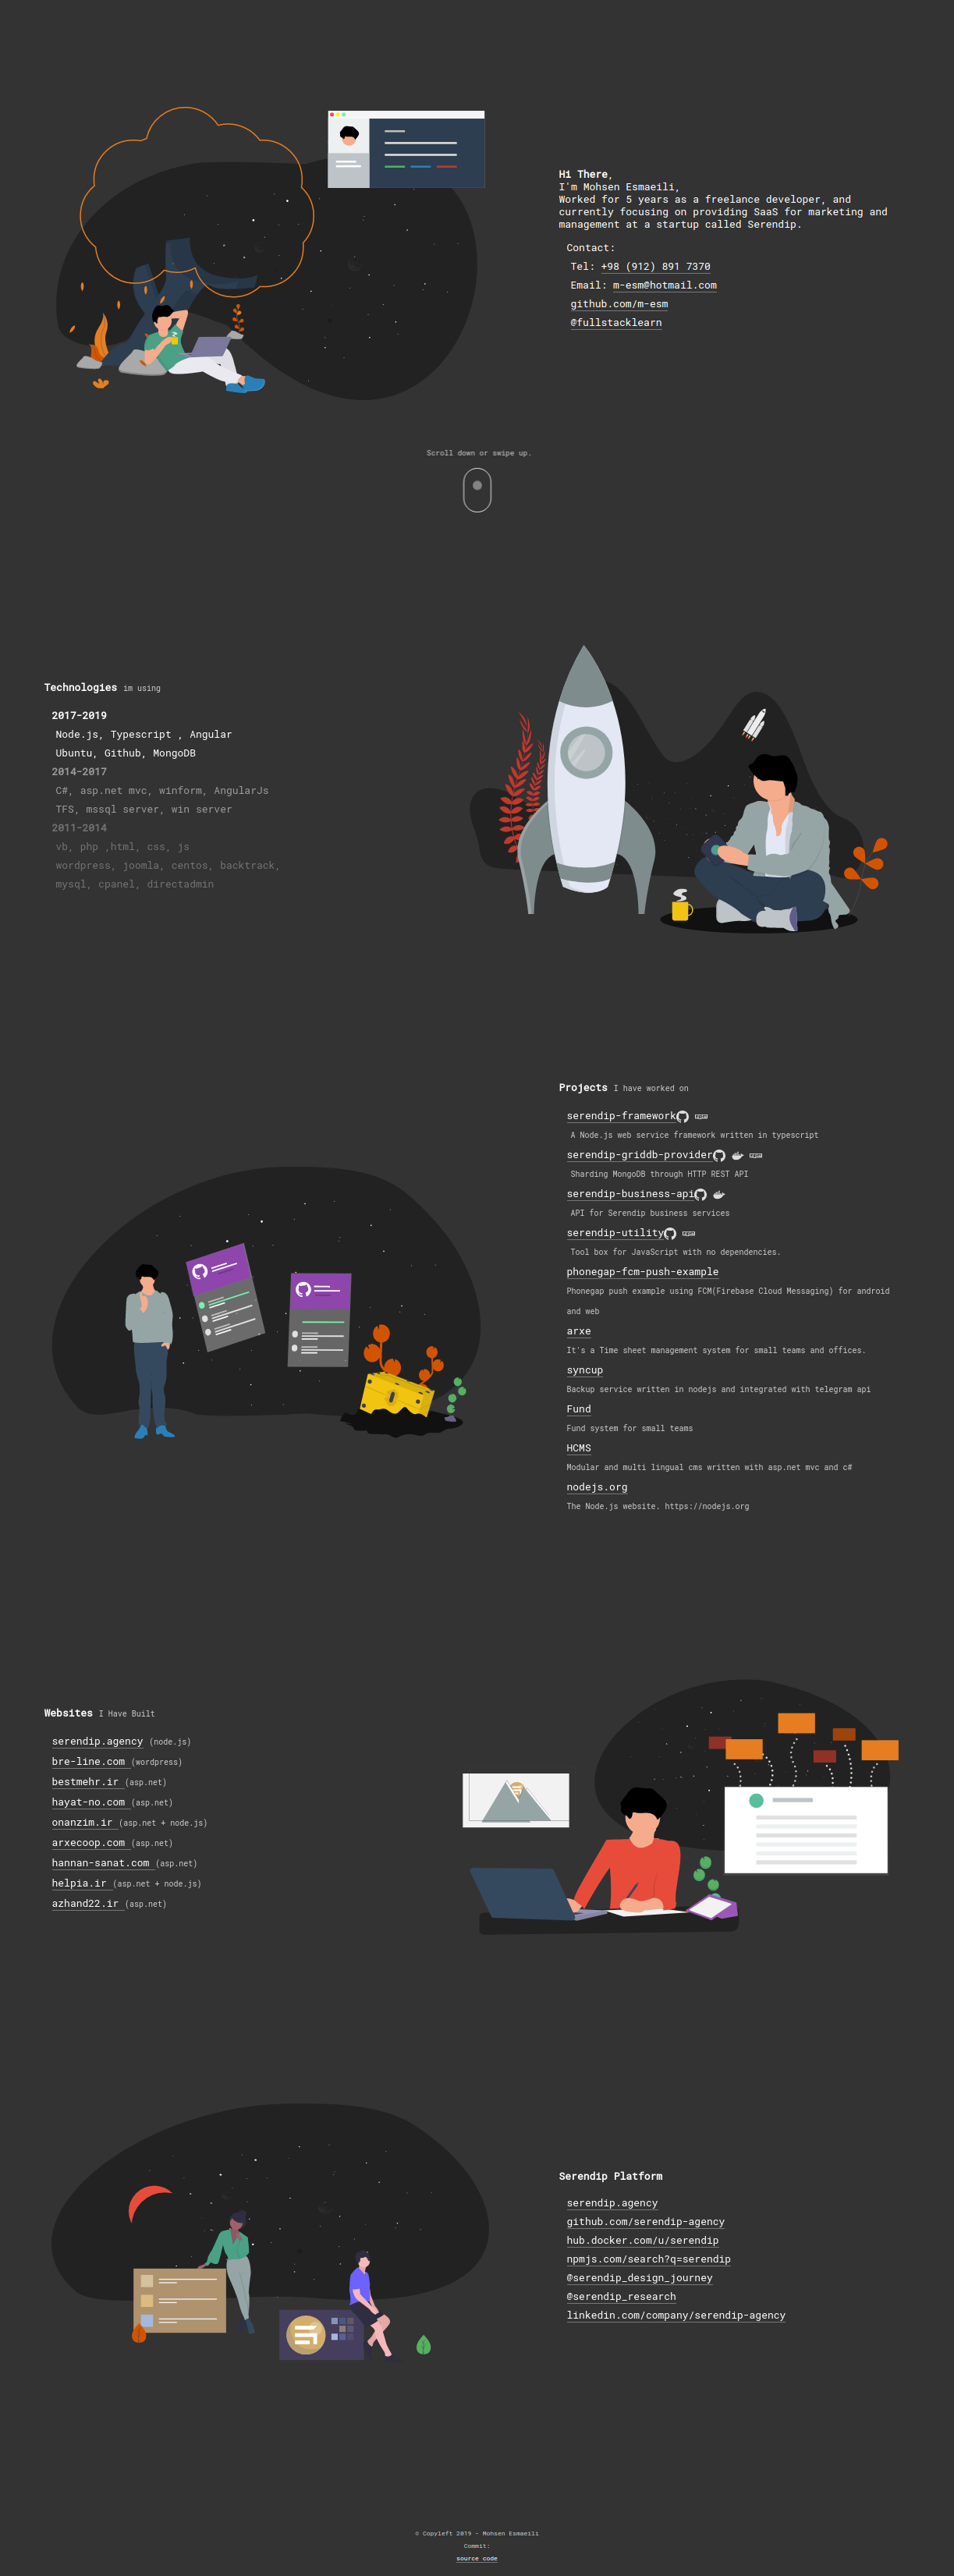 Hi There,
I'm Mohsen Esmaeili,
Worked for 5 years as a freelance developer, and
currently focusing on providing SaaS for marketing and
management at a startup called Serendip.
Contact:
Tel: +98 (912) 891 7370
Email: m-esm@hotmail.com
github.com/m-esm
@fullstacklearn
Scroll down or swipe up.
Technologies im using
2017-2019
Node.js, Typescript , Angular
Ubuntu, Github, MongoDB
2014-2017
C#, asp.net mvc, winform, AngularJs
TFS, mssql server, win server
2011-2014
vb, php ,html, css, js
wordpress, joomla, centos, backtrack,
mysql, cpanel, directadmin
Projects I have worked on
serendip-framework npm
A Node.js web service framework written in typescript
serendip-griddb-provider npm
Sharding MongoDB through HTTP REST API
serendip-business-api
API for Serendip business services
serendip-utility npm
Tool box for JavaScript with no dependencies.
phonegap-fcm-push-example
Phonegap push example using FCM(Firebase Cloud Messaging) for android
and web
arxe
It's a Time sheet management system for small teams and offices.
syncup
Backup service written in nodejs and integrated with telegram api
Fund
Fund system for small teams
HCMS
Modular and multi lingual cms written with asp.net mvc and c#
nodejs.org
The Node.js website. https://nodejs.org
Websites I Have Built
serendip.agency (node.js)
bre-line.com (wordpress)
bestmehr.ir (asp.net)
hayat-no.com (asp.net)
onanzim.ir (asp.net + node.js)
arxecoop.com (asp.net)
hannan-sanat.com (asp.net)
helpia.ir (asp.net + node.js)
azhand22.ir (asp.net)
Serendip Platform
serendip.agency
github.com/serendip-agency
hub.docker.com/u/serendip
npmjs.com/search?q=serendip
@serendip_design_journey
@serendip_research
linkedin.com/company/serendip-agency
© Copyleft 2019 - Mohsen Esmaeili
Commit:
source code